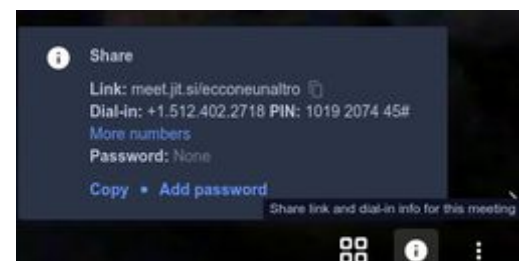 Share
Link: meet.jit.si/ecconeunaltro
Dial-in: +1.512.402.2718 PIN: 1019 2074 45#
More numbers
Password: None
Copy • Add password
Share link and dial-in info for this meeting